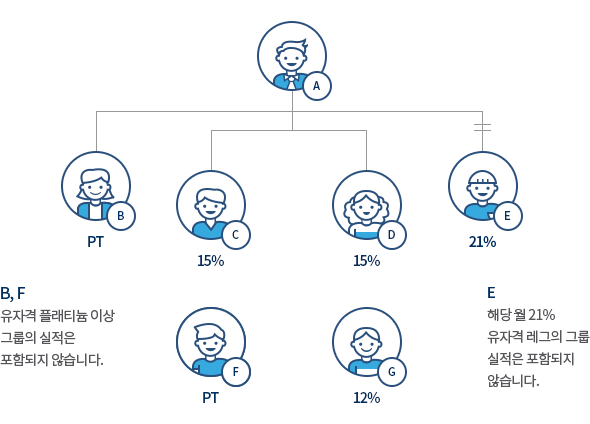 A
B
PT
C
15%
D
15%
E
21%
B, F
유자격 플래티늄 이상
그룹의 실적은
포함되지 않습니다.
F
PT
G
12%
E
해당 월 21%
유자격 레그의 그룹
실적은 포함되지
않습니다.